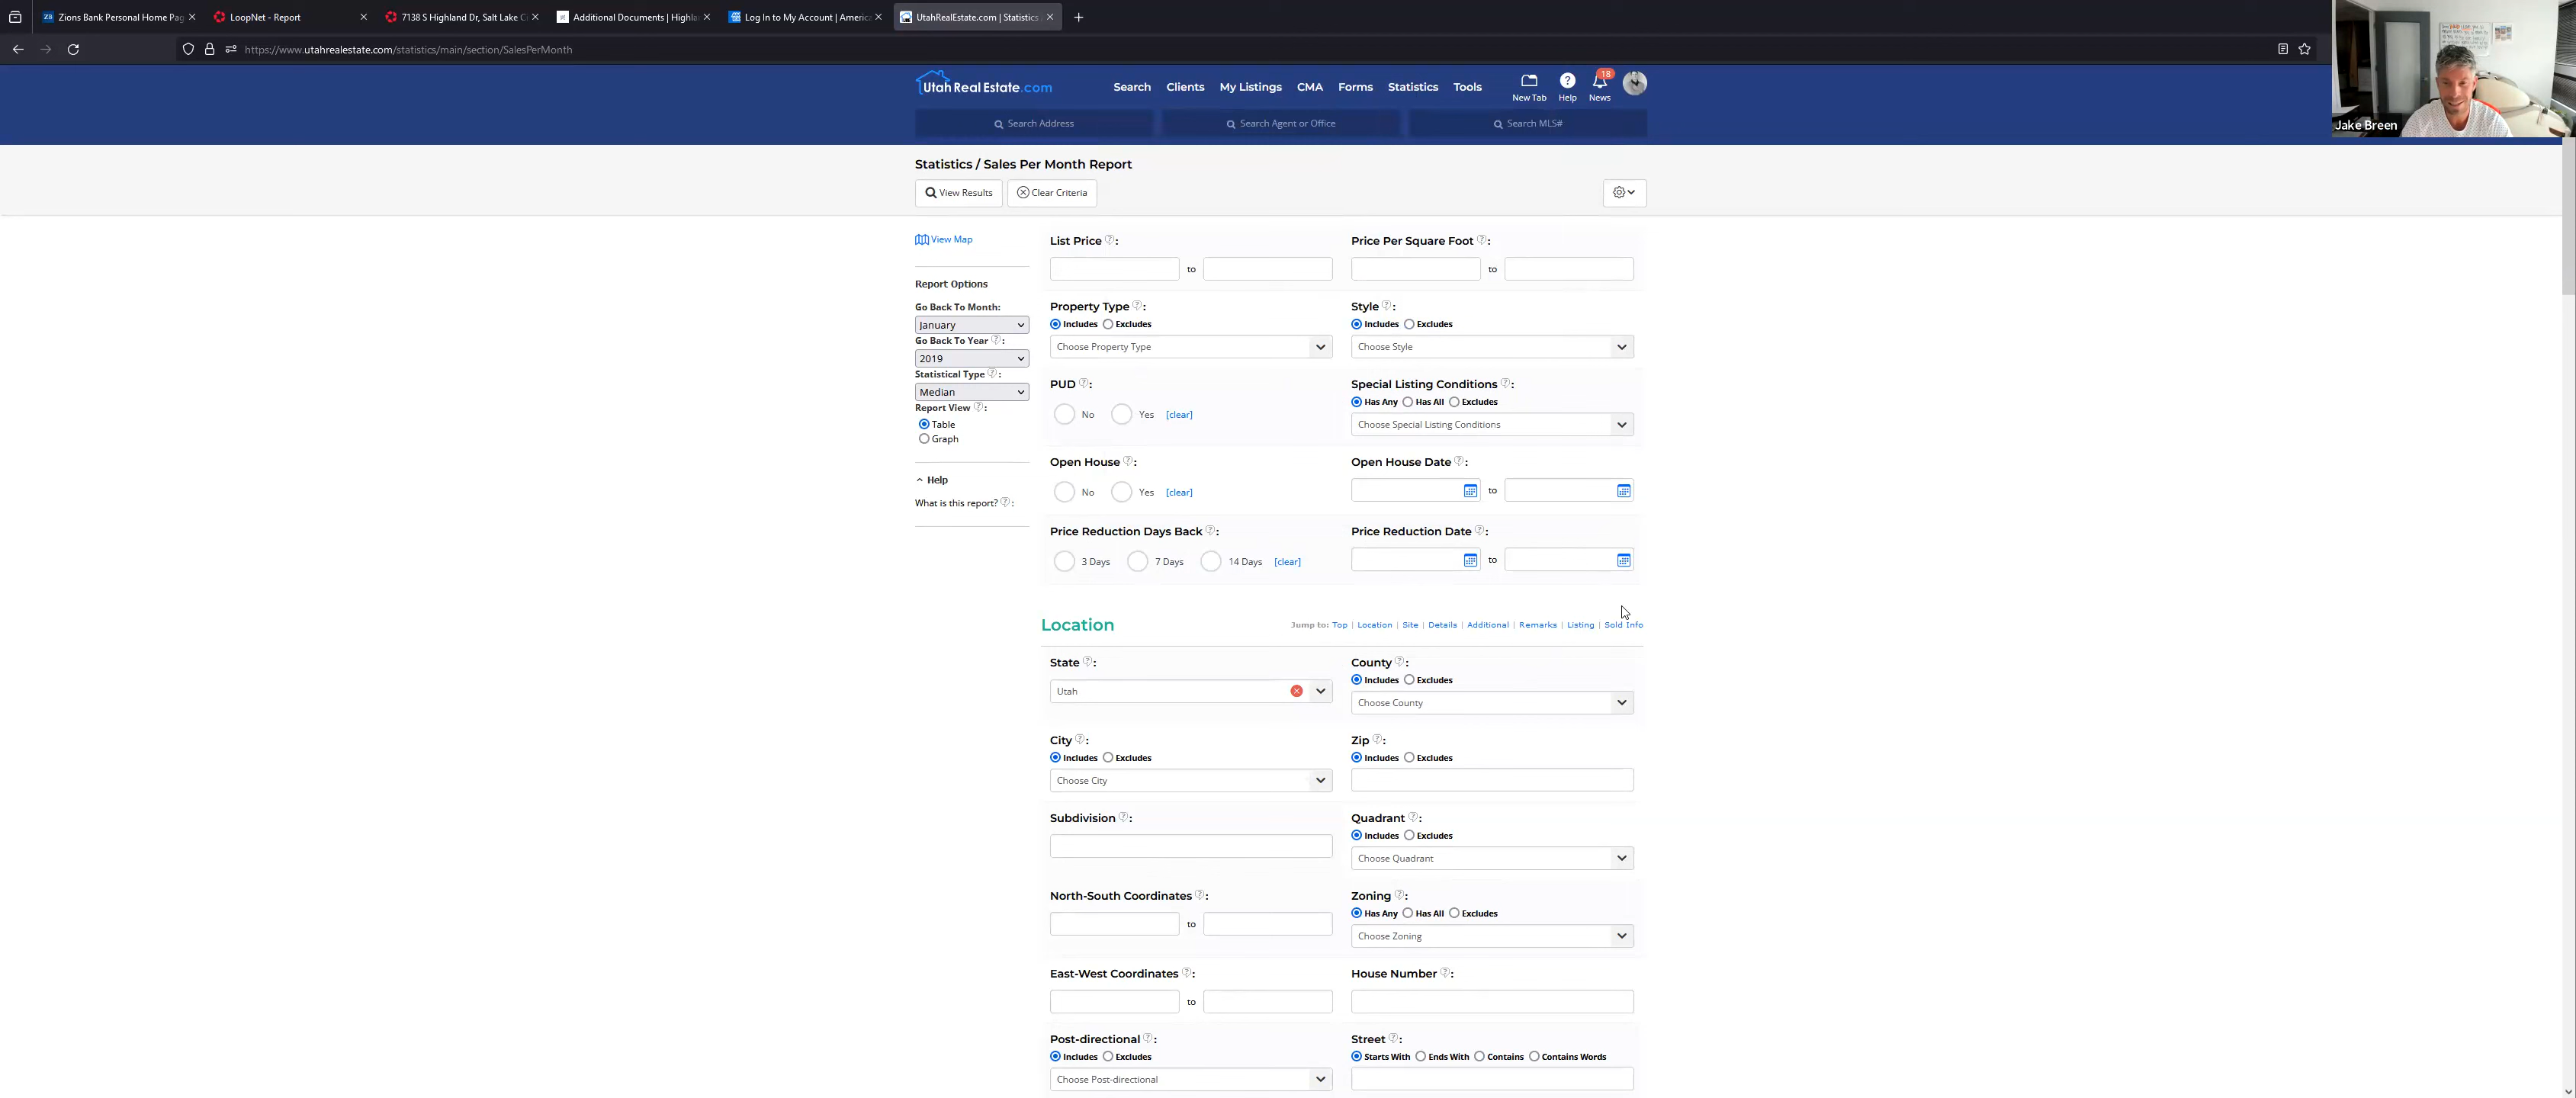 Zions Bank Personal Home Pag
LoopNet - Report
7138 S Highland Dr, Salt Lake Ci
Additional Documents | Highla
Log In to My Account | America
UtahRealEstate.com | Statistics
https://www.utahrealestate.com/statistics/main/section/SalesPerMonth
UtahRealEstate.com
Search
Clients
My Listings
CMA
Forms
Statistics
Tools
New Tab
Help
18
News
Search Address
Search Agent or Office
Search MLS#
Jake Breen
Statistics / Sales Per Month Report
View Results
Clear Criteria
View Map
Report Options
Go Back To Month:
January
Go Back To Year ? :
2019
Statistical Type ? :
Median
Report View ? :
Table
Graph
Help
What is this report? ? :
List Price ? :
to
Price Per Square Foot ? :
to
Property Type ? :
Includes Excludes
Choose Property Type
Style ? :
Includes Excludes
Choose Style
PUD ? :
No Yes [clear]
Special Listing Conditions ? :
Has Any Has All Excludes
Choose Special Listing Conditions
Open House ? :
No Yes [clear]
Open House Date ? :
to
Price Reduction Days Back ? :
3 Days 7 Days 14 Days [clear]
Price Reduction Date ? :
to
Location
Jump to: Top | Location | Site | Details | Additional | Remarks | Listing | Sold Info
State ? :
Utah
County ? :
Includes Excludes
Choose County
City ? :
Includes Excludes
Choose City
Zip ? :
Includes Excludes
Subdivision ? :
Quadrant ? :
Includes Excludes
Choose Quadrant
North-South Coordinates ? :
to
Zoning ? :
Has Any Has All Excludes
Choose Zoning
East-West Coordinates ? :
to
House Number ? :
Post-directional ? :
Includes Excludes
Choose Post-directional
Street ? :
Starts With Ends With Contains Contains Words